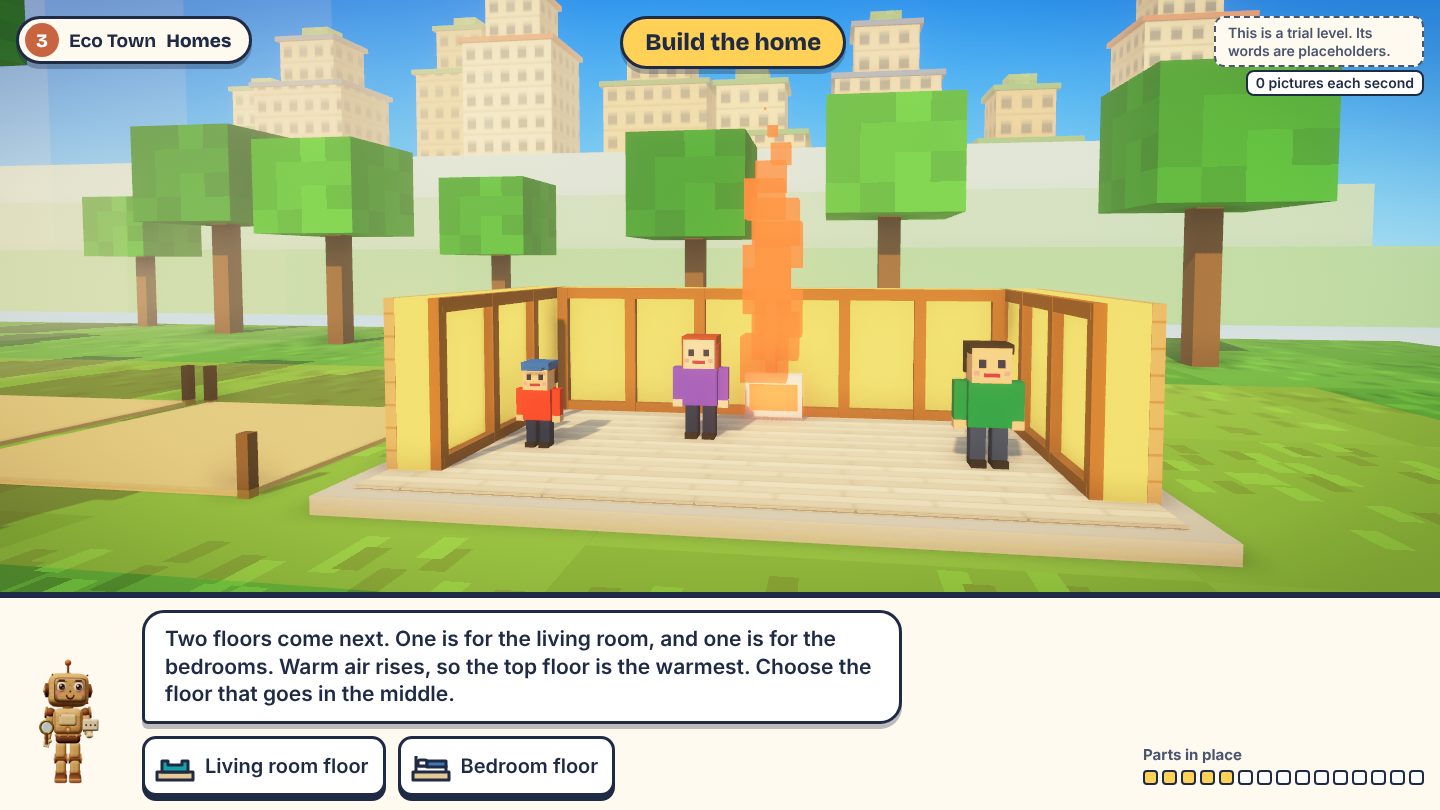 3 Eco Town Homes
Build the home
This is a trial level. Its
words are placeholders.
0 pictures each second
Two floors come next. One is for the living room, and one is for the
bedrooms. Warm air rises, so the top floor is the warmest. Choose the
floor that goes in the middle.
Living room floor
Bedroom floor
Parts in place